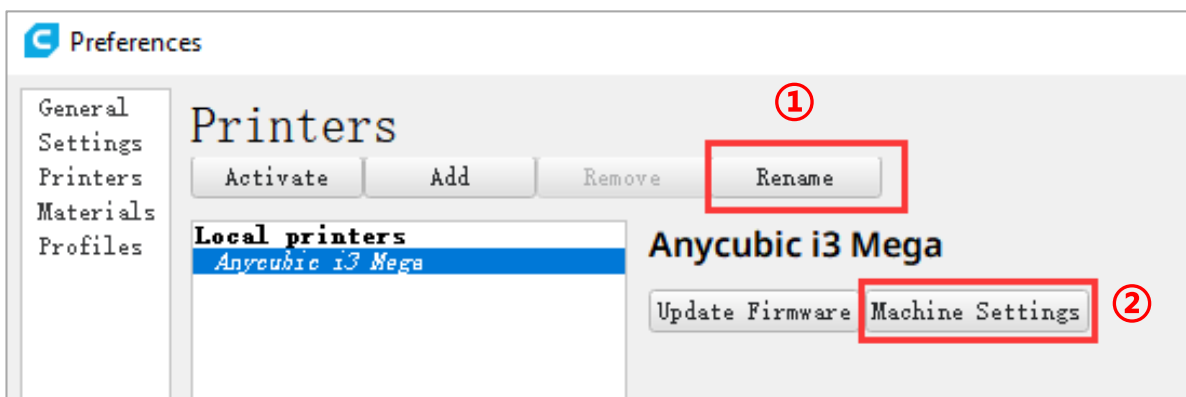 Preferences
General
Settings
Printers
Materials
Profiles
Printers
①
Activate Add Remove Rename
Local printers
Anycubic i3 Mega
Anycubic i3 Mega
Update Firmware Machine Settings
②